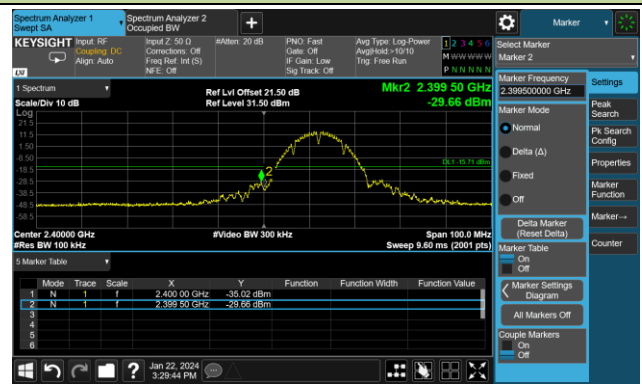 Spectrum Analyzer 1
Swept SA
Spectrum Analyzer 2
Occupied BW
Marker
KEYSIGHT
Input: RF
Coupling: DC
Align: Auto
Input Z: 50 Ω
Corrections: Off
Freq Ref: Int (S)
NFE: Off
#Atten: 20 dB
PNO: Fast
Gate: Off
IF Gain: Low
Sig Track: Off
Avg Type: Log-Power
Avg|Hold:>10/10
Trig: Free Run
1 2 3 4 5 6
M W W W W W
P N N N N N
LXI
1 Spectrum
Scale/Div 10 dB
Ref Lvl Offset 21.50 dB
Ref Level 31.50 dBm
Mkr2 2.399 50 GHz
-29.66 dBm
Log
21.5
11.5
1.50
-8.50
-18.5
-28.5
-38.5
-48.5
-58.5
2
DL1 -15.71 dBm
Center 2.40000 GHz
#Res BW 100 kHz
#Video BW 300 kHz
Span 100.0 MHz
Sweep 9.60 ms (2001 pts)
5 Marker Table
Mode Trace Scale X Y Function Function Width Function Value
1 N 1 f 2.400 00 GHz -35.02 dBm
2 N 1 f 2.399 50 GHz -29.66 dBm
3
4
5
6
Select Marker
Marker 2
Marker Frequency
2.399500000 GHz
Marker Mode
Normal
Delta (Δ)
Fixed
Off
Delta Marker
(Reset Delta)
Marker Table
On
Off
Marker Settings
Diagram
All Markers Off
Couple Markers
On
Off
Settings
Peak
Search
Pk Search
Config
Properties
Marker
Function
Marker→
Counter
Jan 22, 2024
3:29:44 PM